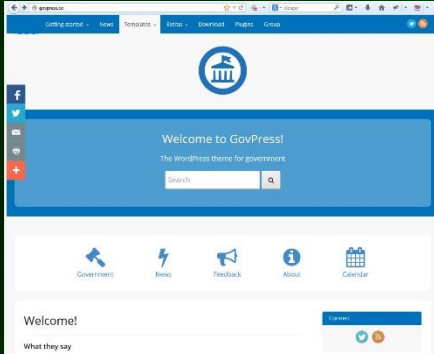 govpress.co
Google
Getting started News Templates Extras Download Plugins Group
Welcome to GovPress!
The WordPress theme for government
Search
Government News Feedback About Calendar
Welcome!
Connect
What they say